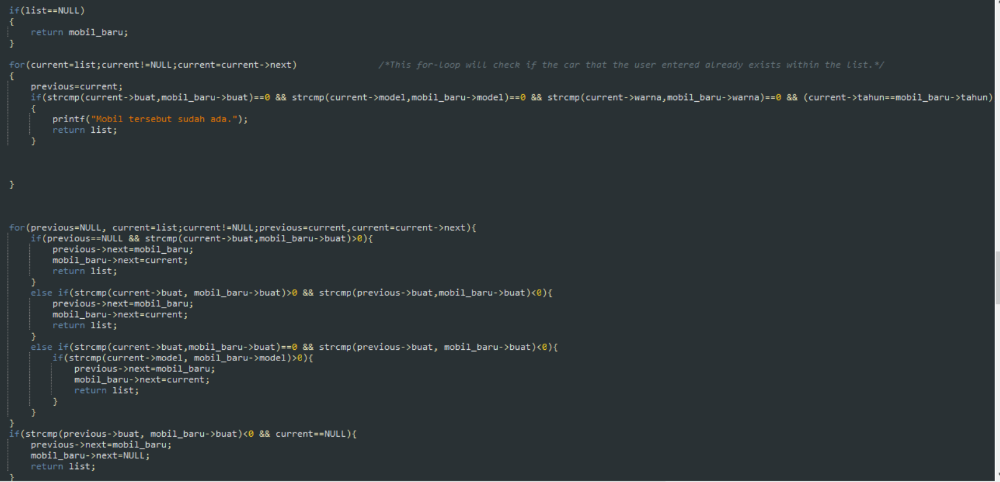 if(list==NULL)
{
return mobil_baru;
}
for(current=list;current!=NULL;current=current->next) /*This for-loop will check if the car that the user entered already exists within the list.*/
{
previous=current;
if(strcmp(current->buat,mobil_baru->buat)==0 && strcmp(current->model,mobil_baru->model)==0 && strcmp(current->warna,mobil_baru->warna)==0 && (current->tahun==mobil_baru->tahun)
{
printf("Mobil tersebut sudah ada.");
return list;
}
}
for(previous=NULL, current=list;current!=NULL;previous=current,current=current->next){
if(previous==NULL && strcmp(current->buat,mobil_baru->buat)>0){
previous->next=mobil_baru;
mobil_baru->next=current;
return list;
}
else if(strcmp(current->buat, mobil_baru->buat)>0 && strcmp(previous->buat,mobil_baru->buat)<0){
previous->next=mobil_baru;
mobil_baru->next=current;
return list;
}
else if(strcmp(current->buat,mobil_baru->buat)==0 && strcmp(previous->buat, mobil_baru->buat)<0){
if(strcmp(current->model, mobil_baru->model)>0){
previous->next=mobil_baru;
mobil_baru->next=current;
return list;
}
}
}
if(strcmp(previous->buat, mobil_baru->buat)<0 && current==NULL){
previous->next=mobil_baru;
mobil_baru->next=NULL;
return list;
}